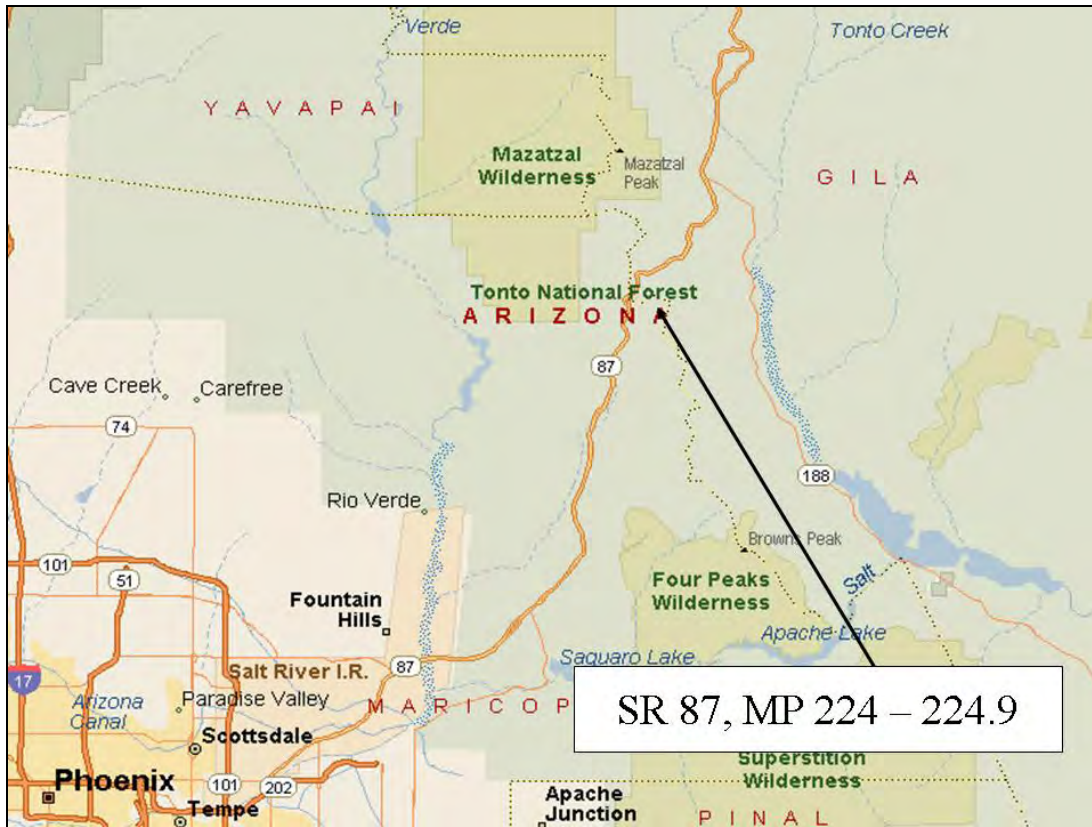 Verde
Tonto Creek
YAVAPAI
Mazatzal
Wilderness
Mazatzal
Peak
GILA
Tonto National Forest
ARIZONA
87
Cave Creek
Carefree
74
188
Rio Verde
101
51
Browns Peak
Four Peaks
Wilderness
Salt
Fountain
Hills
Apache Lake
87
Saguaro Lake
Salt River I.R.
17
Arizona
Canal
Paradise Valley
MARICOP
SR 87, MP 224 – 224.9
Scottsdale
Superstition
Wilderness
Phoenix
101
202
Tempe
Apache
Junction
PINAL